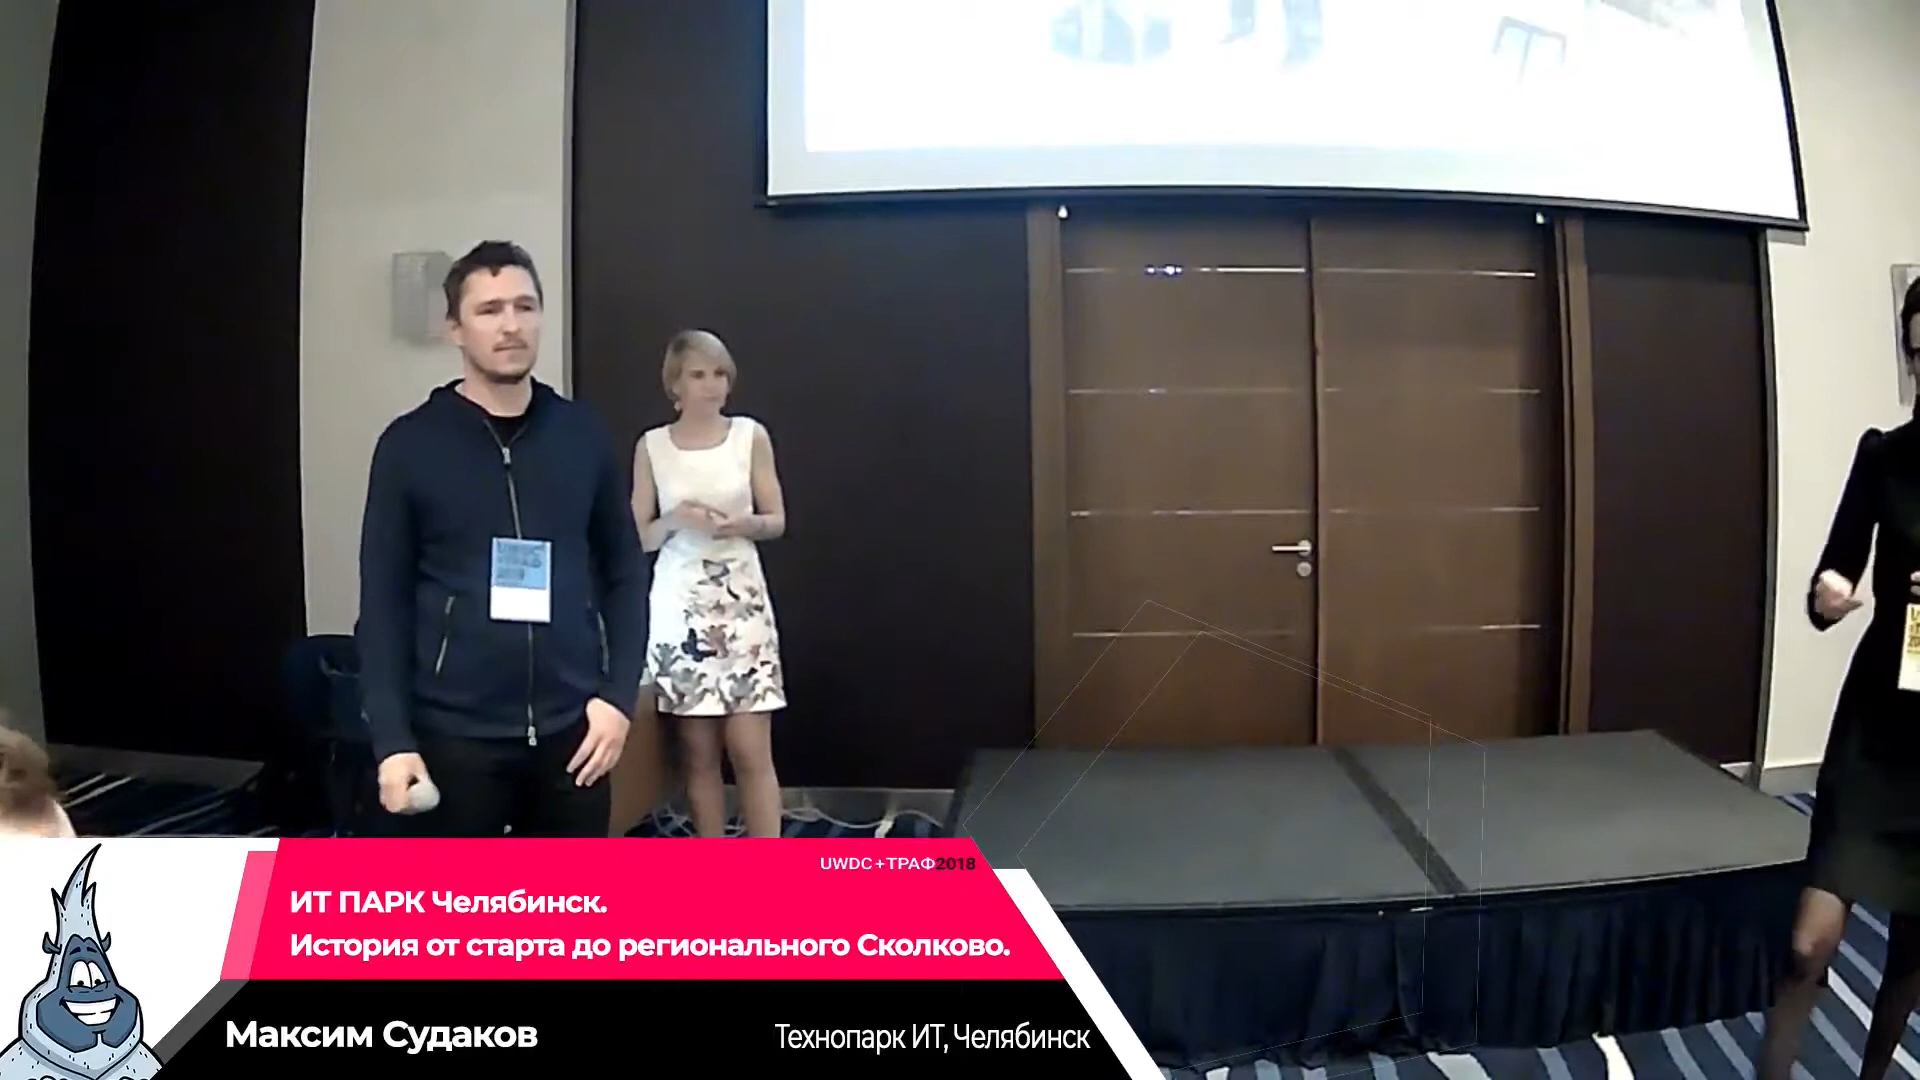 UWDC+ТРАФ2018
ИТ ПАРК Челябинск.
История от старта до регионального Сколково.
Максим Судаков
Технопарк ИТ, Челябинск